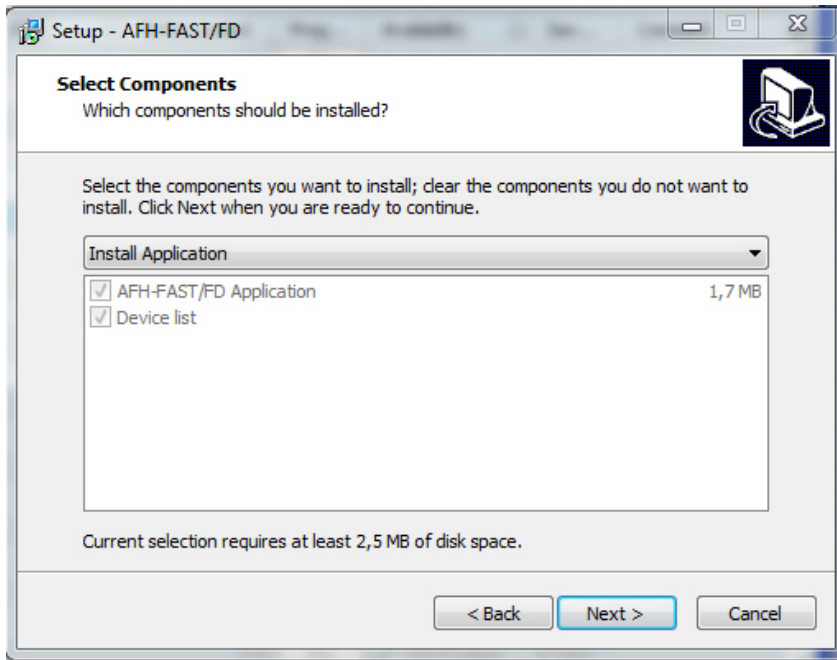 Setup - AFH-FAST/FD
Select Components
Which components should be installed?
Select the components you want to install; clear the components you do not want to
install. Click Next when you are ready to continue.
Install Application
AFH-FAST/FD Application 1,7 MB
Device list
Current selection requires at least 2,5 MB of disk space.
< Back Next > Cancel